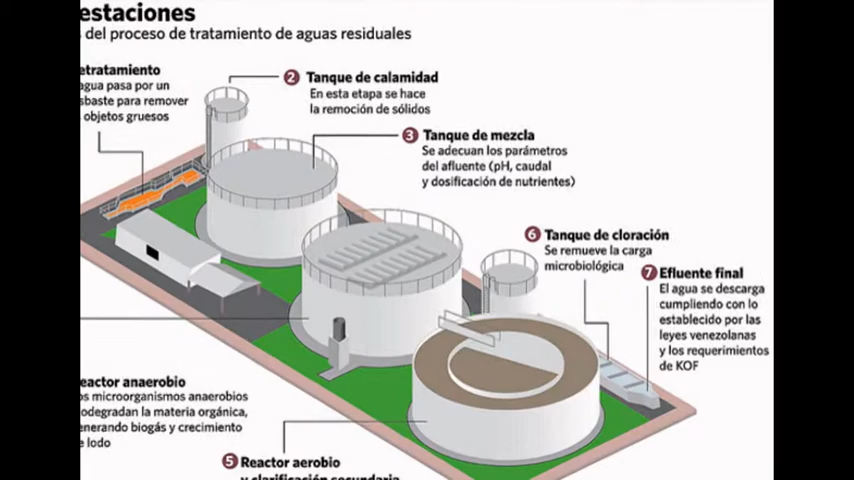 estaciones
del proceso de tratamiento de aguas residuales
etratamiento
agua pasa por un
sbaste para remover
objetos gruesos
2 Tanque de calamidad
En esta etapa se hace
la remoción de sólidos
3 Tanque de mezcla
Se adecuan los parámetros
del afluente (pH, caudal
y dosificación de nutrientes)
6 Tanque de cloración
Se remueve la carga
microbiológica
7 Efluente final
El agua se descarga
cumpliendo con lo
establecido por las
leyes venezolanas
y los requerimientos
de KOF
eactor anaerobio
os microorganismos anaerobios
odegradan la materia orgánica,
enerando biogás y crecimiento
e lodo
5 Reactor aerobio
y clarificación secundaria